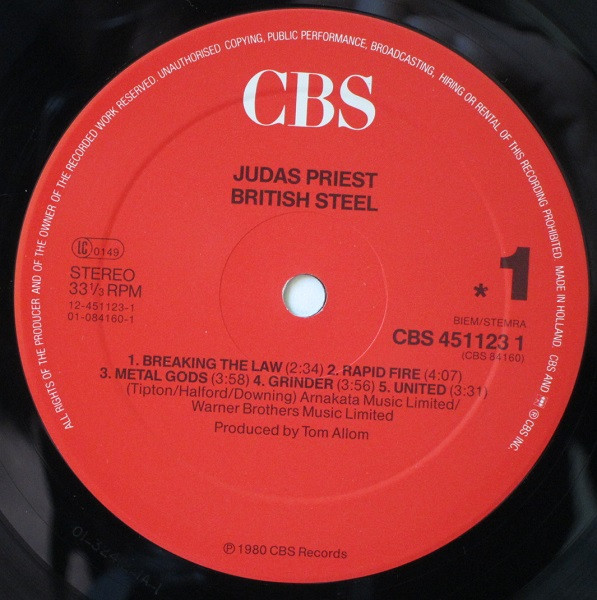 ALL RIGHTS OF THE PRODUCER AND OF THE OWNER OF THE RECORDED WORK RESERVED. UNAUTHORISED COPYING, PUBLIC PERFORMANCE, BROADCASTING, HIRING OR RENTAL OF THIS RECORDING PROHIBITED. MADE IN HOLLAND. CBS AND ℗ CBS INC.
CBS
JUDAS PRIEST
BRITISH STEEL
LC 0149
STEREO
33⅓ RPM
12-451123-1
01-084160-1
* 1
BIEM/STEMRA
CBS 451123 1
(CBS 84160)
1. BREAKING THE LAW (2:34) 2. RAPID FIRE (4:07)
3. METAL GODS (3:58) 4. GRINDER (3:56) 5. UNITED (3:31)
(Tipton/Halford/Downing) Arnakata Music Limited/
Warner Brothers Music Limited
Produced by Tom Allom
℗ 1980 CBS Records